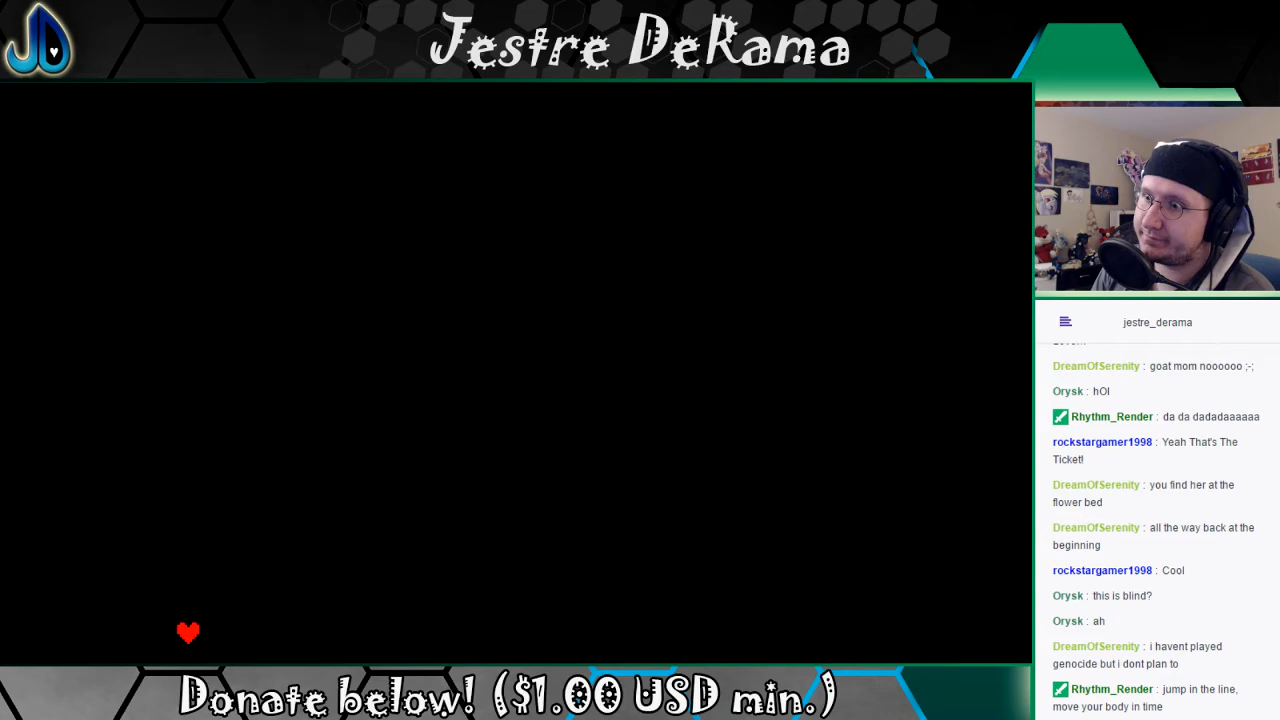 JD
Jestre DeRama
jestre_derama
DreamOfSerenity : goat mom noooooo ;-;
Orysk : hOI
Rhythm_Render : da da dadadaaaaaa
rockstargamer1998 : Yeah That's The
Ticket!
DreamOfSerenity : you find her at the
flower bed
DreamOfSerenity : all the way back at the
beginning
rockstargamer1998 : Cool
Orysk : this is blind?
Orysk : ah
DreamOfSerenity : i havent played
genocide but i dont plan to
Rhythm_Render : jump in the line,
move your body in time
Donate below! ($1.00 USD min.)